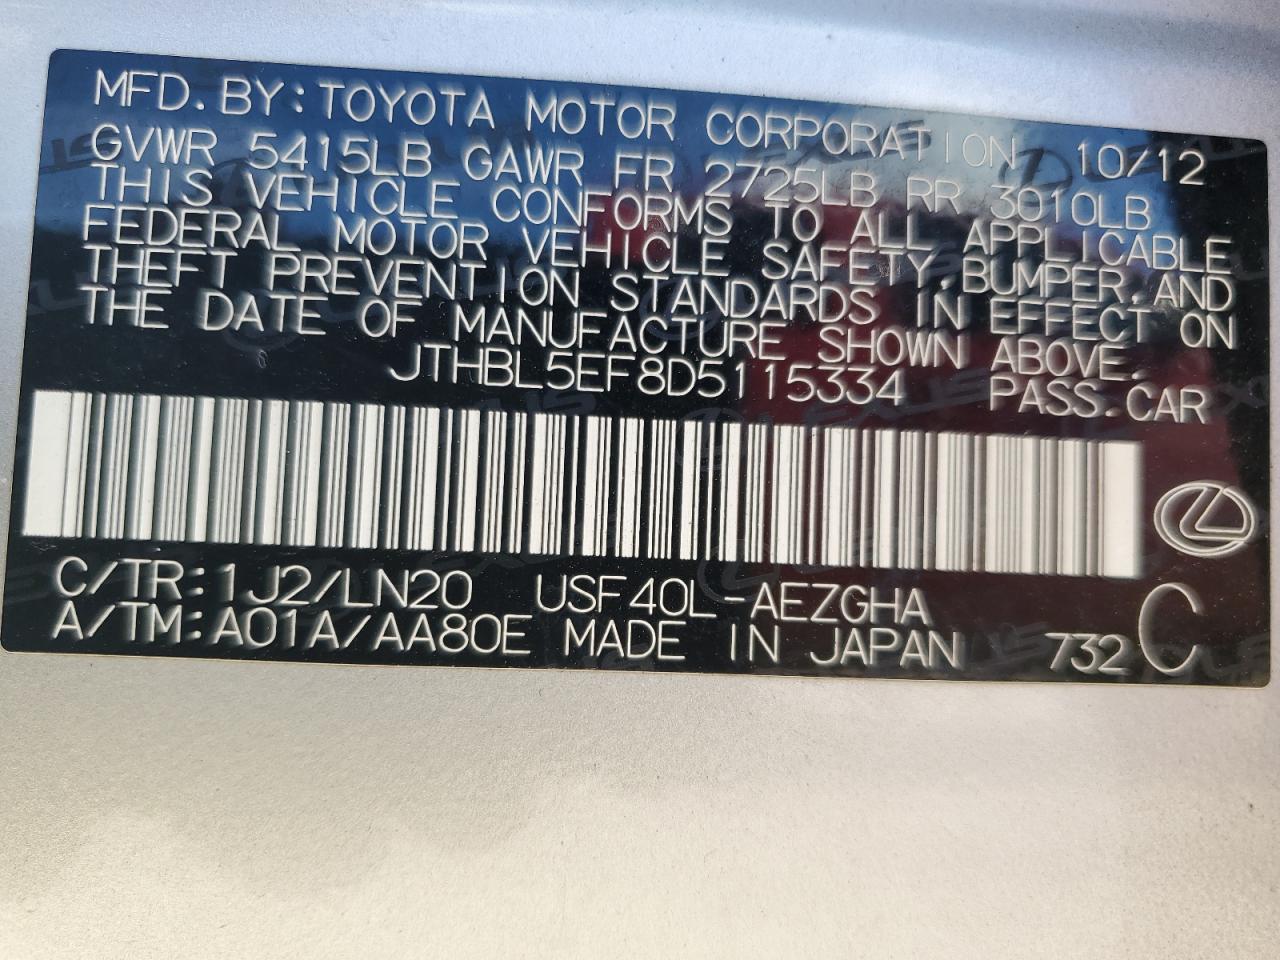 MFD. BY: TOYOTA MOTOR CORPORATION 10/12
GVWR 5415LB GAWR FR 2725LB RR 3010LB
THIS VEHICLE CONFORMS TO ALL APPLICABLE
FEDERAL MOTOR VEHICLE SAFETY, BUMPER, AND
THEFT PREVENTION STANDARDS IN EFFECT ON
THE DATE OF MANUFACTURE SHOWN ABOVE.
JTHBL5EF8D5115334 PASS. CAR
C/TR: 1J2/LN20 USF40L-AEZGHA
A/TM: A01A/AA80E MADE IN JAPAN 732 C